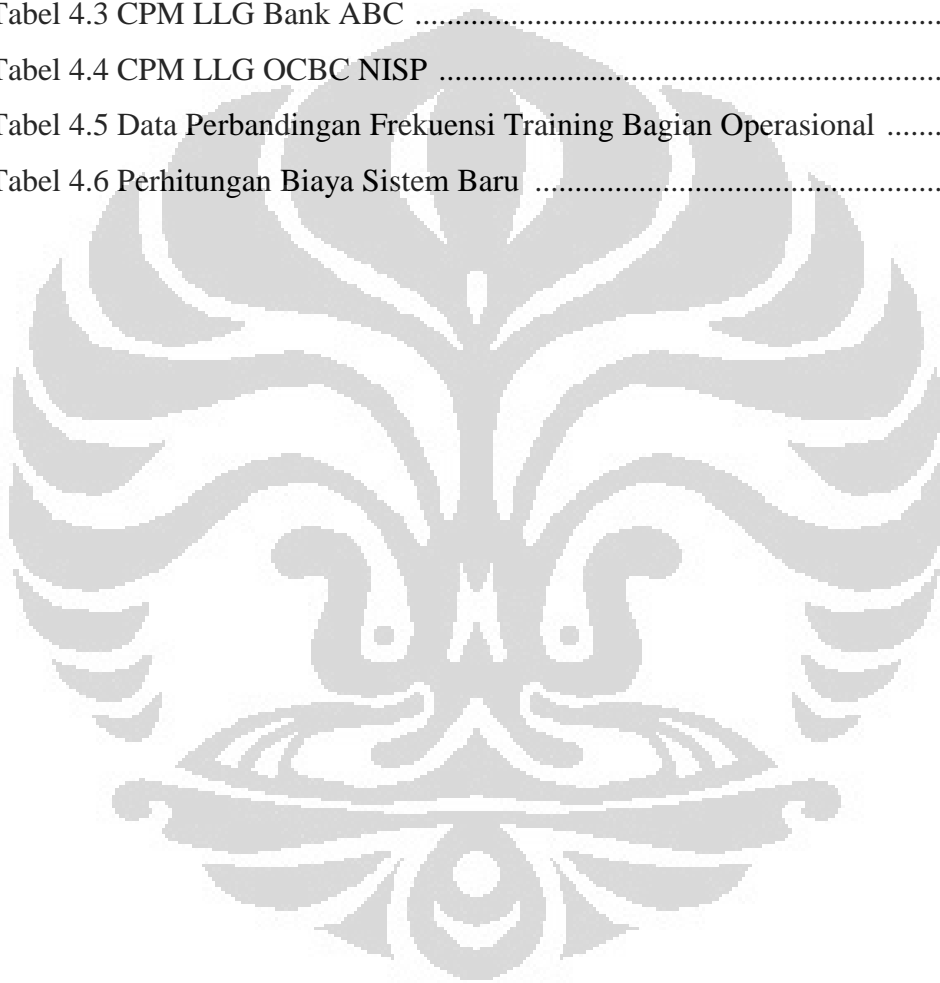 Tabel 4.3 CPM LLG Bank ABC ..................................................................
Tabel 4.4 CPM LLG OCBC NISP ...............................................................
Tabel 4.5 Data Perbandingan Frekuensi Training Bagian Operasional .......
Tabel 4.6 Perhitungan Biaya Sistem Baru ...................................................